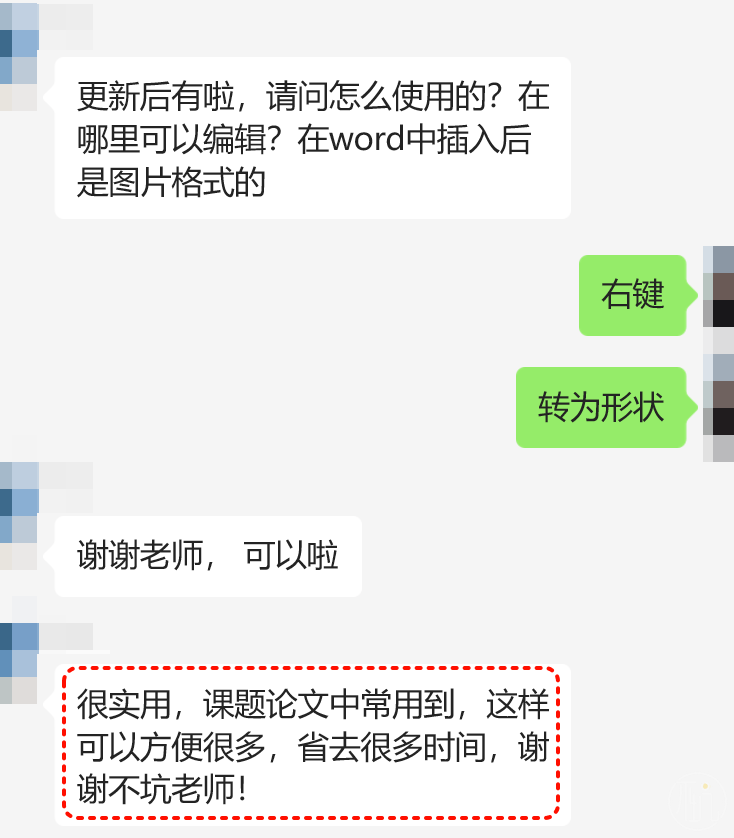 更新后有啦，请问怎么使用的？在
哪里可以编辑？在word中插入后
是图片格式的
右键
转为形状
谢谢老师， 可以啦
很实用，课题论文中常用到，这样
可以方便很多，省去很多时间，谢
谢不坑老师！